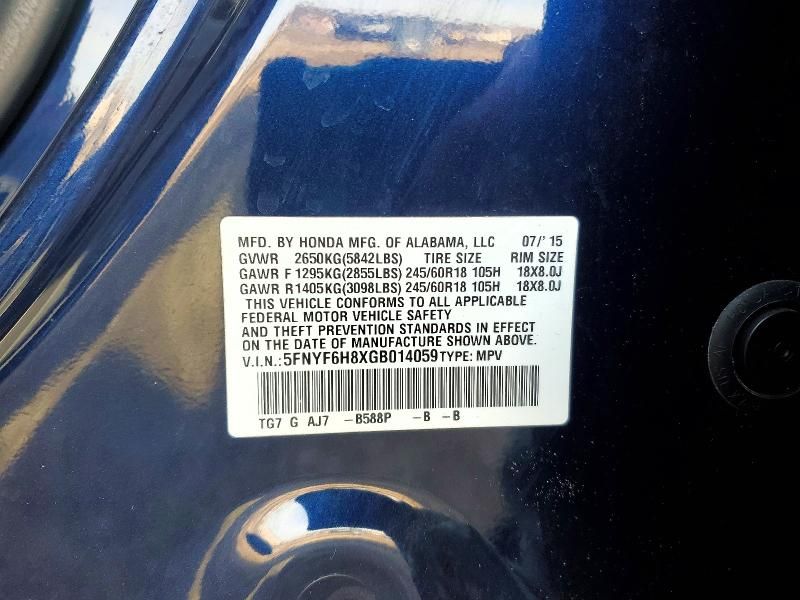 MFD. BY HONDA MFG. OF ALABAMA, LLC 07/'15
GVWR 2650KG(5842LBS) TIRE SIZE RIM SIZE
GAWR F 1295KG(2855LBS) 245/60R18 105H 18X8.0J
GAWR R1405KG(3098LBS) 245/60R18 105H 18X8.0J
THIS VEHICLE CONFORMS TO ALL APPLICABLE
FEDERAL MOTOR VEHICLE SAFETY
AND THEFT PREVENTION STANDARDS IN EFFECT
ON THE DATE OF MANUFACTURE SHOWN ABOVE.
V.I.N.: 5FNYF6H8XGB014059 TYPE: MPV
TG7 G AJ7 -B588P -B -B